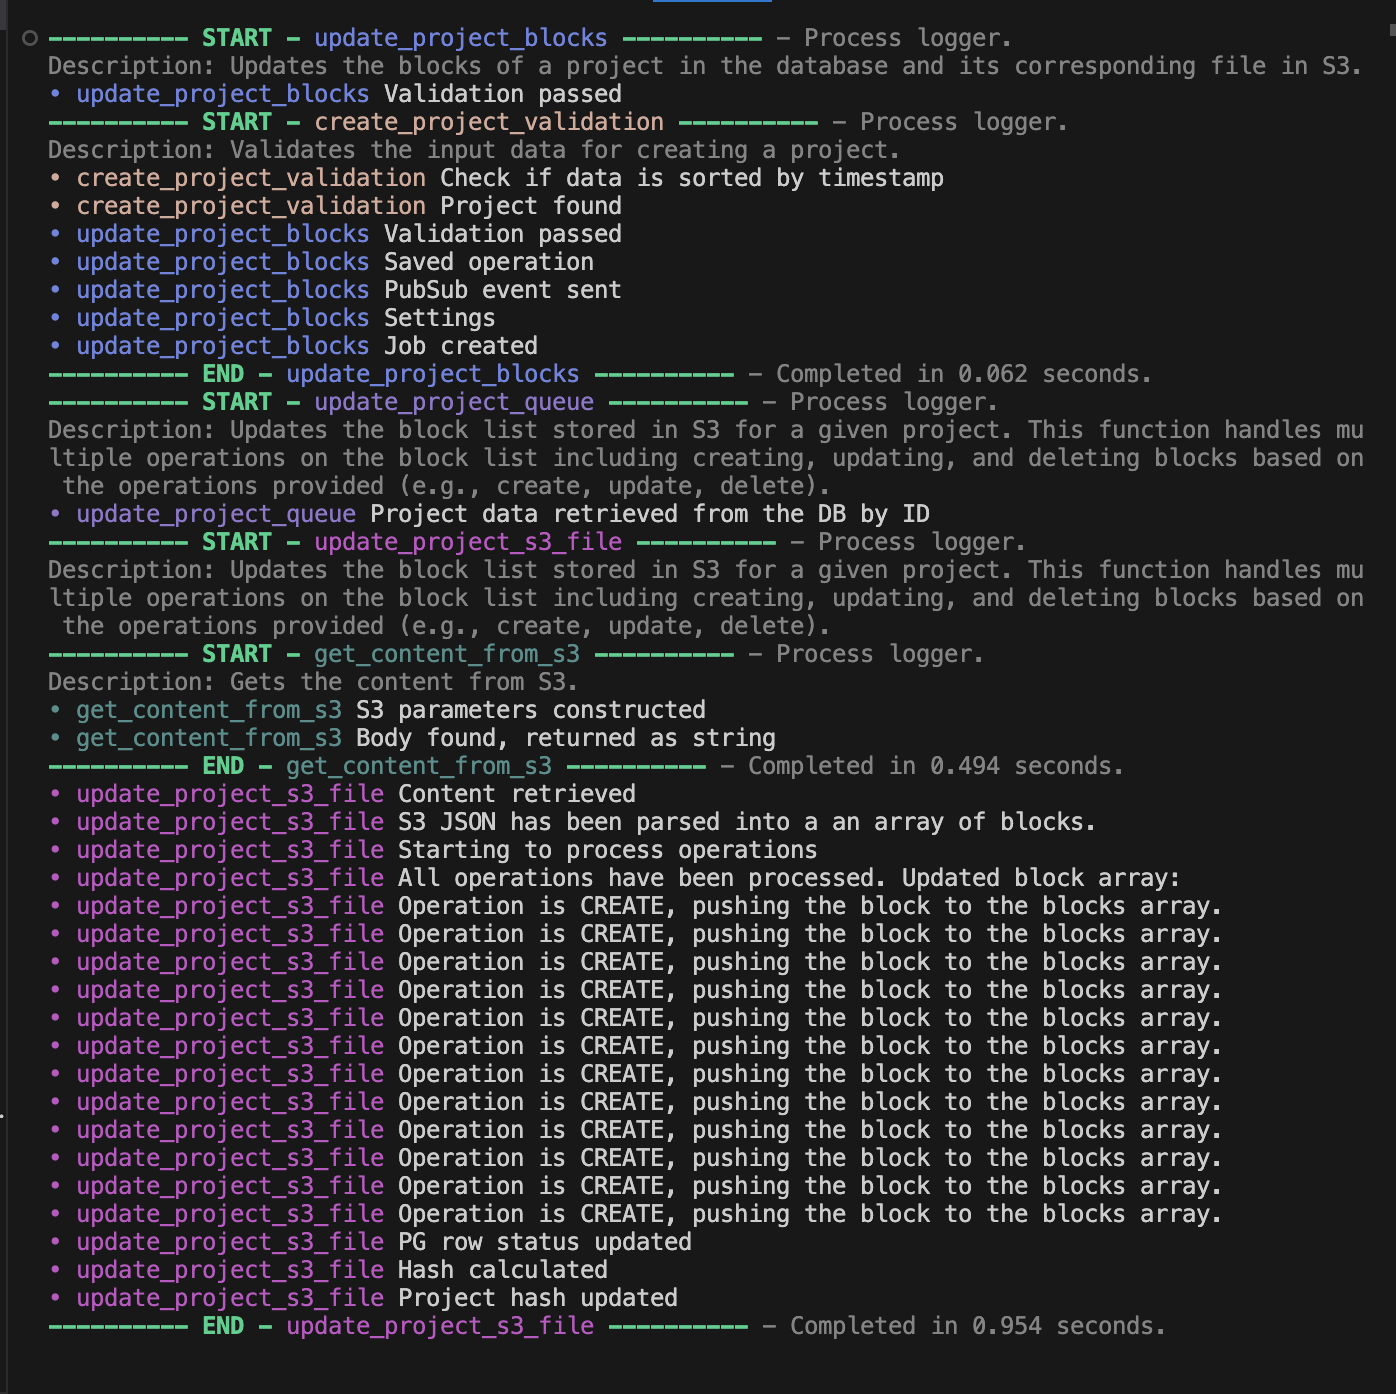 ---------- START - update_project_blocks ---------- - Process logger.
Description: Updates the blocks of a project in the database and its corresponding file in S3.
• update_project_blocks Validation passed
---------- START - create_project_validation ---------- - Process logger.
Description: Validates the input data for creating a project.
• create_project_validation Check if data is sorted by timestamp
• create_project_validation Project found
• update_project_blocks Validation passed
• update_project_blocks Saved operation
• update_project_blocks PubSub event sent
• update_project_blocks Settings
• update_project_blocks Job created
---------- END - update_project_blocks ---------- - Completed in 0.062 seconds.
---------- START - update_project_queue ---------- - Process logger.
Description: Updates the block list stored in S3 for a given project. This function handles mu
ltiple operations on the block list including creating, updating, and deleting blocks based on
 the operations provided (e.g., create, update, delete).
• update_project_queue Project data retrieved from the DB by ID
---------- START - update_project_s3_file ---------- - Process logger.
Description: Updates the block list stored in S3 for a given project. This function handles mu
ltiple operations on the block list including creating, updating, and deleting blocks based on
 the operations provided (e.g., create, update, delete).
---------- START - get_content_from_s3 ---------- - Process logger.
Description: Gets the content from S3.
• get_content_from_s3 S3 parameters constructed
• get_content_from_s3 Body found, returned as string
---------- END - get_content_from_s3 ---------- - Completed in 0.494 seconds.
• update_project_s3_file Content retrieved
• update_project_s3_file S3 JSON has been parsed into a an array of blocks.
• update_project_s3_file Starting to process operations
• update_project_s3_file All operations have been processed. Updated block array:
• update_project_s3_file Operation is CREATE, pushing the block to the blocks array.
• update_project_s3_file Operation is CREATE, pushing the block to the blocks array.
• update_project_s3_file Operation is CREATE, pushing the block to the blocks array.
• update_project_s3_file Operation is CREATE, pushing the block to the blocks array.
• update_project_s3_file Operation is CREATE, pushing the block to the blocks array.
• update_project_s3_file Operation is CREATE, pushing the block to the blocks array.
• update_project_s3_file Operation is CREATE, pushing the block to the blocks array.
• update_project_s3_file Operation is CREATE, pushing the block to the blocks array.
• update_project_s3_file Operation is CREATE, pushing the block to the blocks array.
• update_project_s3_file Operation is CREATE, pushing the block to the blocks array.
• update_project_s3_file Operation is CREATE, pushing the block to the blocks array.
• update_project_s3_file Operation is CREATE, pushing the block to the blocks array.
• update_project_s3_file PG row status updated
• update_project_s3_file Hash calculated
• update_project_s3_file Project hash updated
---------- END - update_project_s3_file ---------- - Completed in 0.954 seconds.